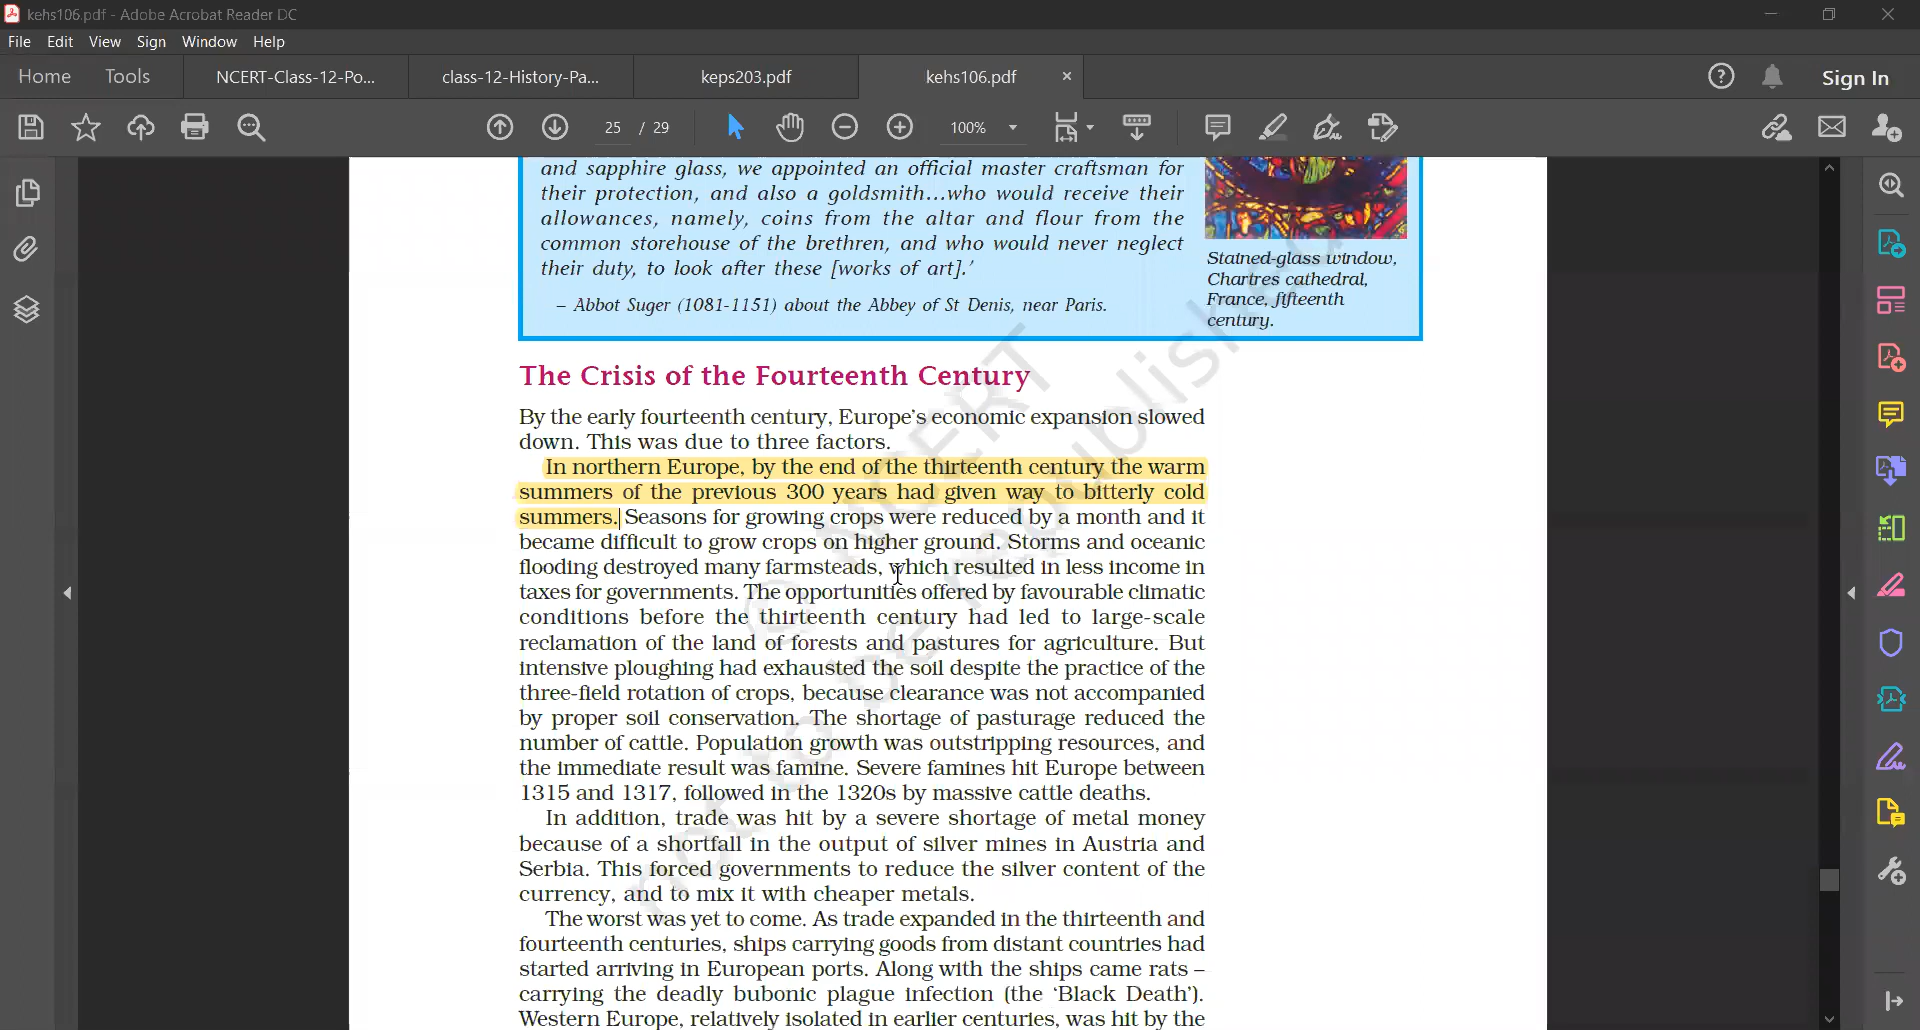 kehs106.pdf - Adobe Acrobat Reader DC
File Edit View Sign Window Help
Home Tools NCERT-Class-12-Po... class-12-History-Pa... keps203.pdf kehs106.pdf × Sign In
25 / 29 100%
and sapphire glass, we appointed an official master craftsman for
their protection, and also a goldsmith...who would receive their
allowances, namely, coins from the altar and flour from the
common storehouse of the brethren, and who would never neglect
their duty, to look after these [works of art].'
– Abbot Suger (1081-1151) about the Abbey of St Denis, near Paris.
Stained-glass window,
Chartres cathedral,
France, fifteenth
century.
The Crisis of the Fourteenth Century
By the early fourteenth century, Europe's economic expansion slowed
down. This was due to three factors.
In northern Europe, by the end of the thirteenth century the warm
summers of the previous 300 years had given way to bitterly cold
summers. Seasons for growing crops were reduced by a month and it
became difficult to grow crops on higher ground. Storms and oceanic
flooding destroyed many farmsteads, which resulted in less income in
taxes for governments. The opportunities offered by favourable climatic
conditions before the thirteenth century had led to large-scale
reclamation of the land of forests and pastures for agriculture. But
intensive ploughing had exhausted the soil despite the practice of the
three-field rotation of crops, because clearance was not accompanied
by proper soil conservation. The shortage of pasturage reduced the
number of cattle. Population growth was outstripping resources, and
the immediate result was famine. Severe famines hit Europe between
1315 and 1317, followed in the 1320s by massive cattle deaths.
In addition, trade was hit by a severe shortage of metal money
because of a shortfall in the output of silver mines in Austria and
Serbia. This forced governments to reduce the silver content of the
currency, and to mix it with cheaper metals.
The worst was yet to come. As trade expanded in the thirteenth and
fourteenth centuries, ships carrying goods from distant countries had
started arriving in European ports. Along with the ships came rats –
carrying the deadly bubonic plague infection (the 'Black Death').
Western Europe, relatively isolated in earlier centuries, was hit by the
© NCERT
not to be republished